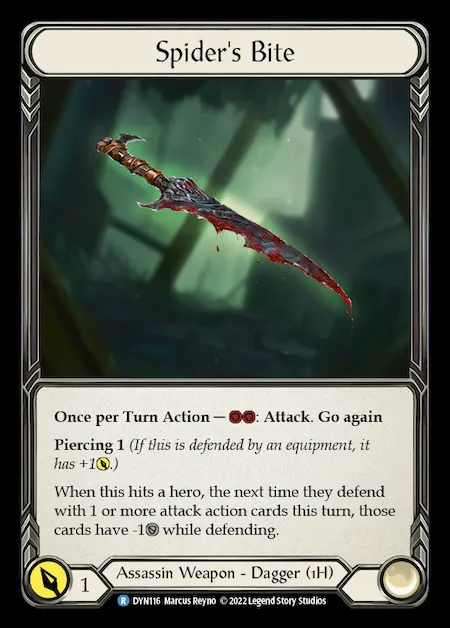 Spider's Bite
Once per Turn Action — : Attack. Go again
Piercing 1 (If this is defended by an equipment, it
has +1.)
When this hits a hero, the next time they defend
with 1 or more attack action cards this turn, those
cards have -1 while defending.
1
Assassin Weapon - Dagger (1H)
R DYN116 Marcus Reyno © 2022 Legend Story Studios